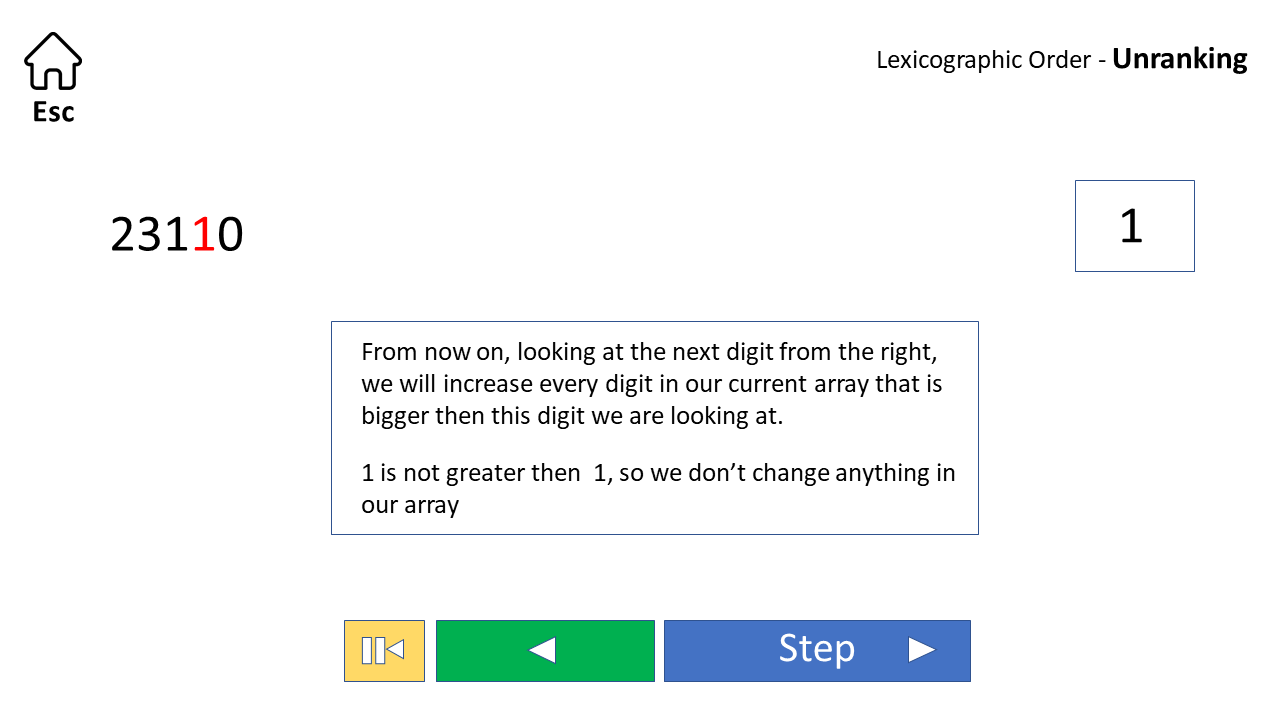 Lexicographic Order - Unranking
Esc
23110
1
From now on, looking at the next digit from the right,
we will increase every digit in our current array that is
bigger then this digit we are looking at.
1 is not greater then  1, so we don’t change anything in
our array
Step